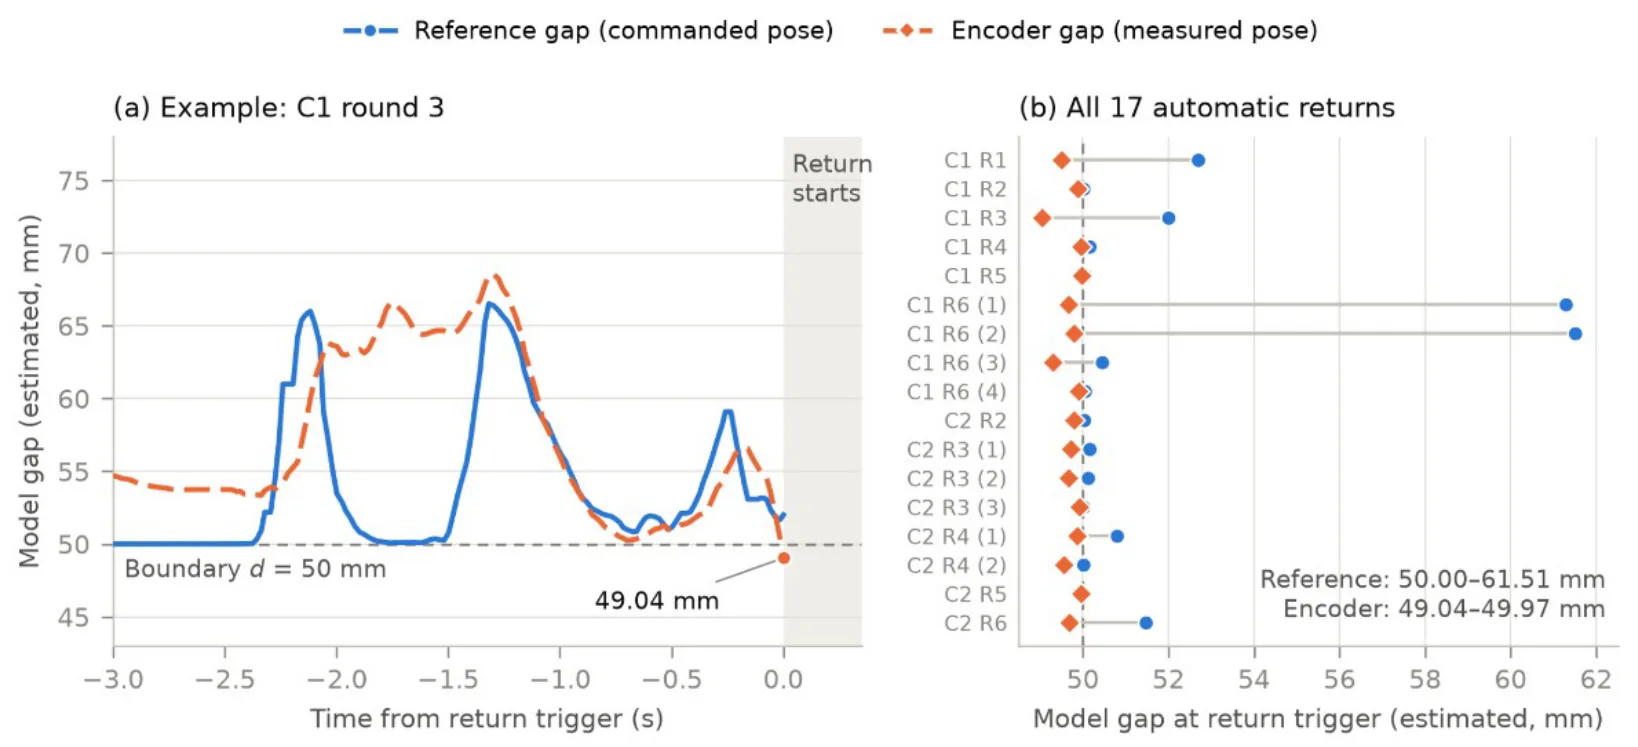 Reference gap (commanded pose)
Encoder gap (measured pose)
(a) Example: C1 round 3
Model gap (estimated, mm)
75
70
65
60
55
50
45
Return
starts
Boundary d = 50 mm
49.04 mm
−3.0
−2.5
−2.0
−1.5
−1.0
−0.5
0.0
Time from return trigger (s)
(b) All 17 automatic returns
C1 R1
C1 R2
C1 R3
C1 R4
C1 R5
C1 R6 (1)
C1 R6 (2)
C1 R6 (3)
C1 R6 (4)
C2 R2
C2 R3 (1)
C2 R3 (2)
C2 R3 (3)
C2 R4 (1)
C2 R4 (2)
C2 R5
C2 R6
Reference: 50.00–61.51 mm
Encoder: 49.04–49.97 mm
50
52
54
56
58
60
62
Model gap at return trigger (estimated, mm)